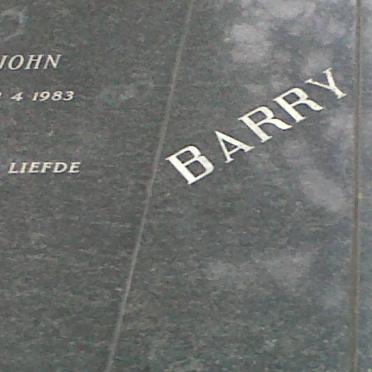 JOHN
4 1983
LIEFDE
BARRY